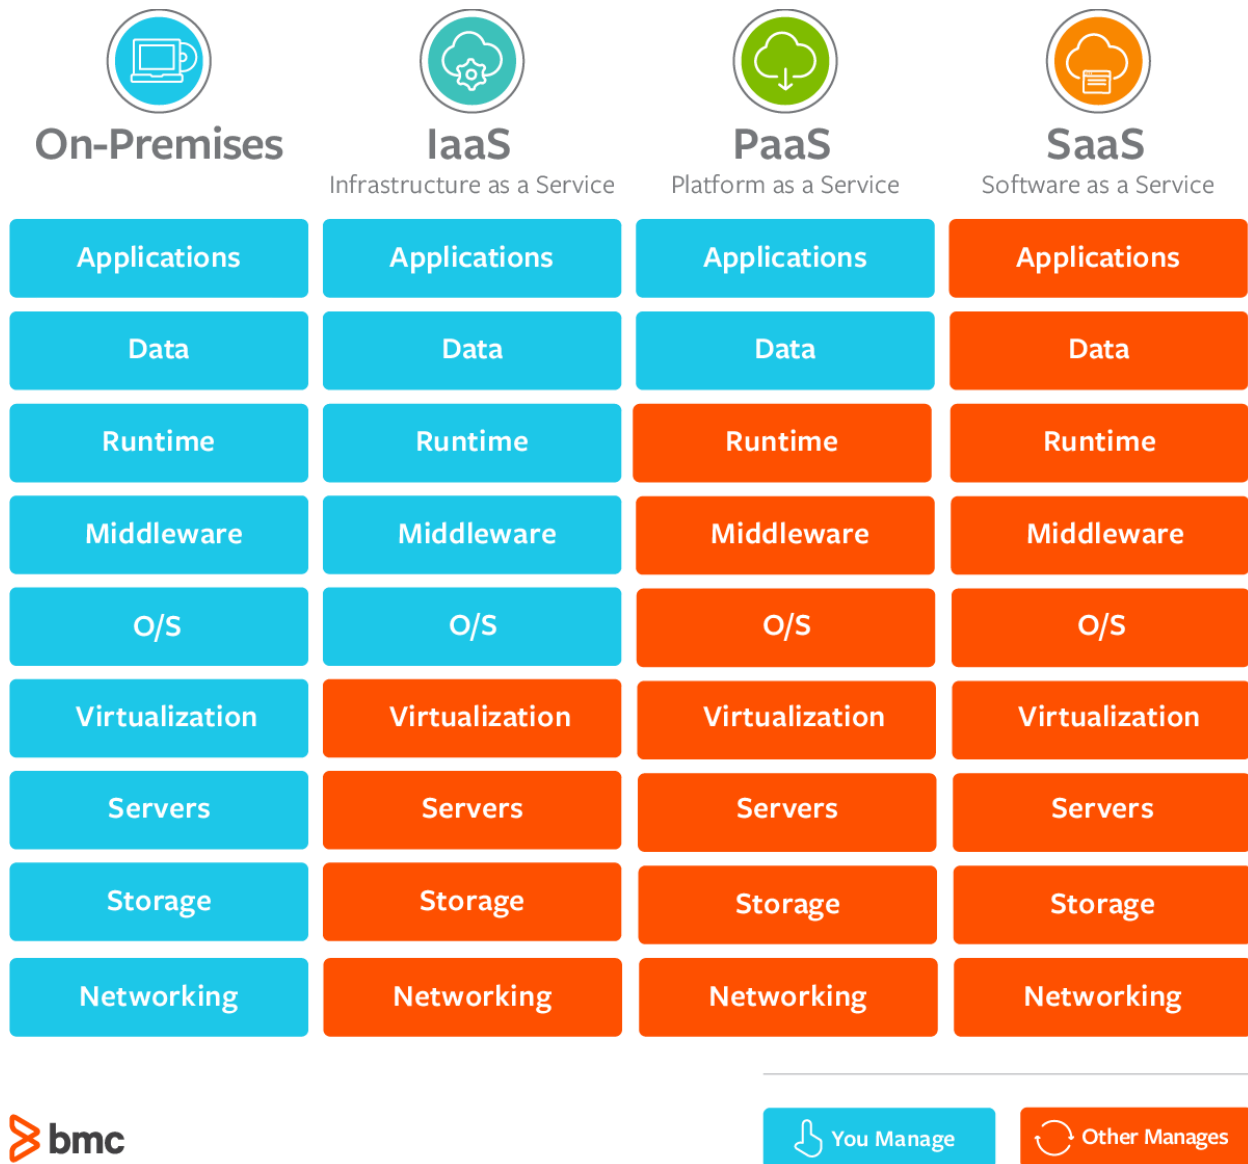 On-Premises
IaaS
Infrastructure as a Service
PaaS
Platform as a Service
SaaS
Software as a Service
Applications Applications Applications Applications
Data Data Data Data
Runtime Runtime Runtime Runtime
Middleware Middleware Middleware Middleware
O/S O/S O/S O/S
Virtualization Virtualization Virtualization Virtualization
Servers Servers Servers Servers
Storage Storage Storage Storage
Networking Networking Networking Networking
bmc
You Manage
Other Manages